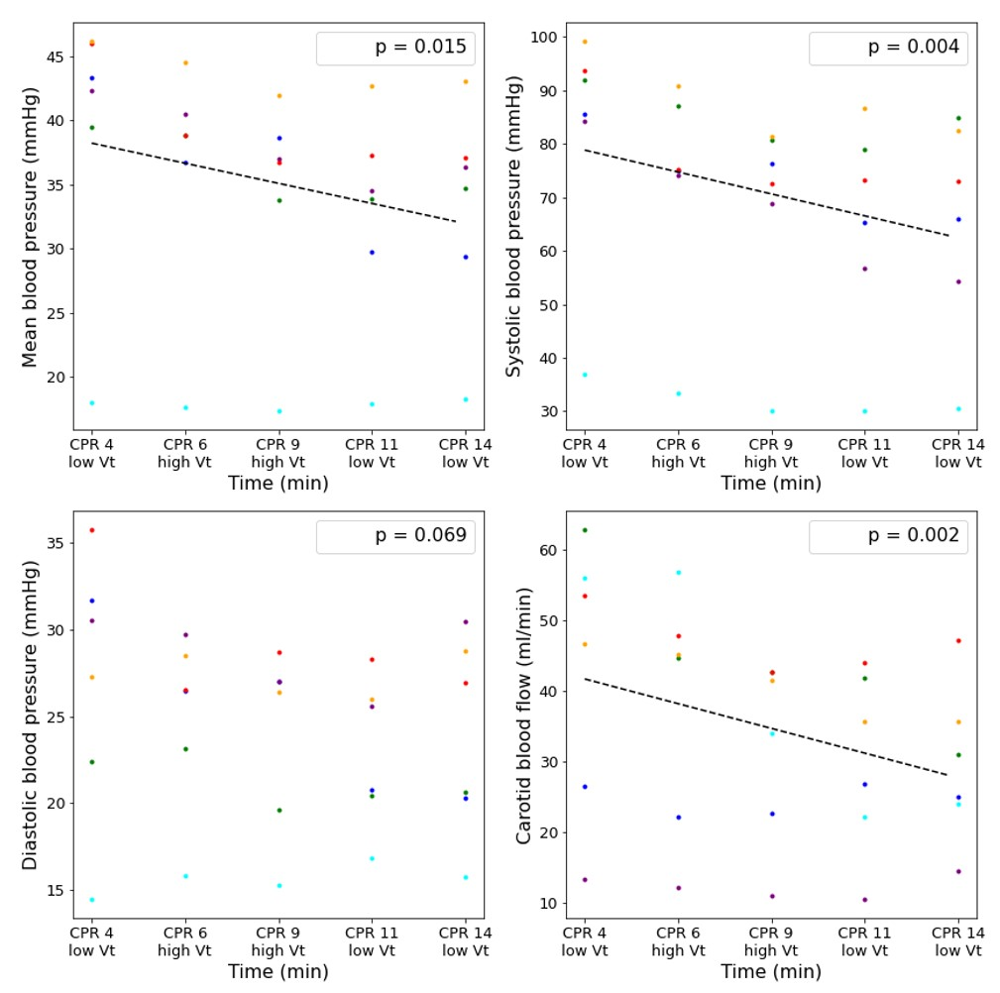 p = 0.015
45
40
35
30
25
20
Mean blood pressure (mmHg)
CPR 4 CPR 6 CPR 9 CPR 11 CPR 14
low Vt high Vt high Vt low Vt low Vt
Time (min)
p = 0.004
100
90
80
70
60
50
40
30
Systolic blood pressure (mmHg)
CPR 4 CPR 6 CPR 9 CPR 11 CPR 14
low Vt high Vt high Vt low Vt low Vt
Time (min)
p = 0.069
35
30
25
20
15
Diastolic blood pressure (mmHg)
CPR 4 CPR 6 CPR 9 CPR 11 CPR 14
low Vt high Vt high Vt low Vt low Vt
Time (min)
p = 0.002
60
50
40
30
20
10
Carotid blood flow (ml/min)
CPR 4 CPR 6 CPR 9 CPR 11 CPR 14
low Vt high Vt high Vt low Vt low Vt
Time (min)